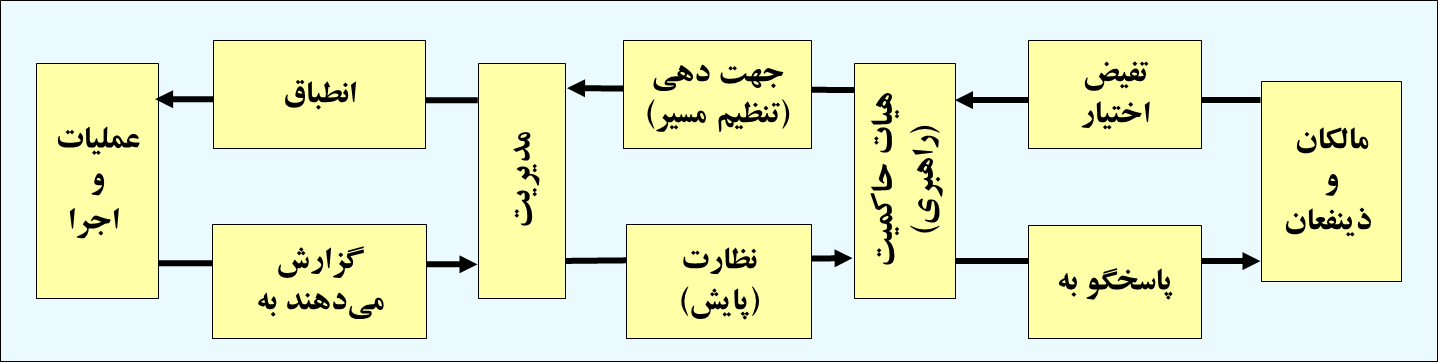 مالکان
و
ذینفعان
تفیض
اختیار
پاسخگو به
هیات حاکمیت
(راهبری)
جهت دهی
(تنظیم مسیر)
نظارت
(پایش)
مدیریت
انطباق
گزارش
می‌دهند به
عملیات
و
اجرا